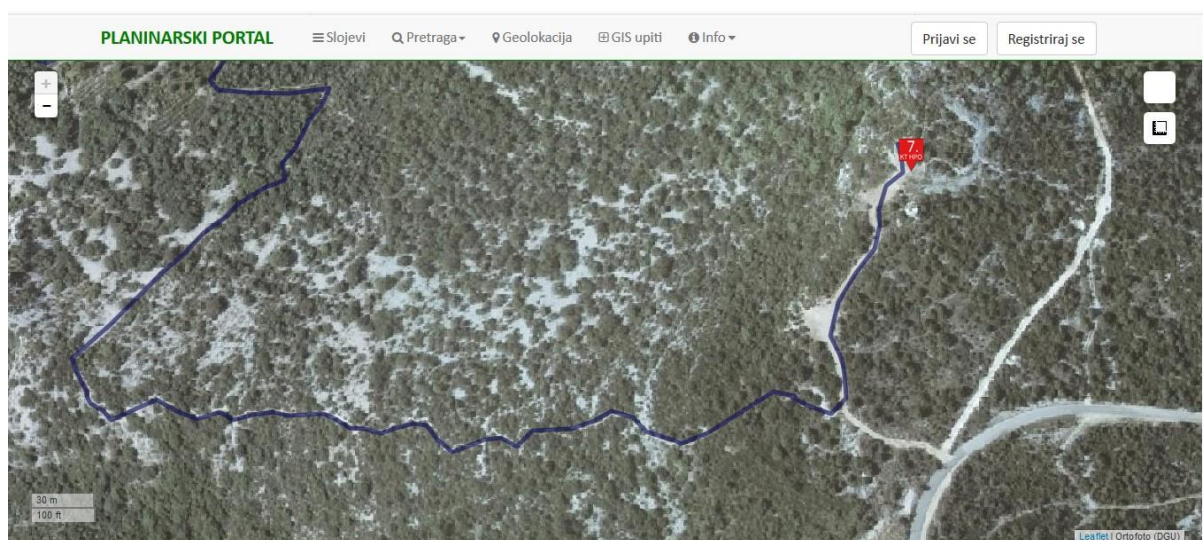 PLANINARSKI PORTAL Slojevi Pretraga Geolokacija GIS upiti Info Prijavi se Registriraj se
+
-
7.
KT HPO
30 m
100 ft
Leaflet | Ortofoto (DGU)